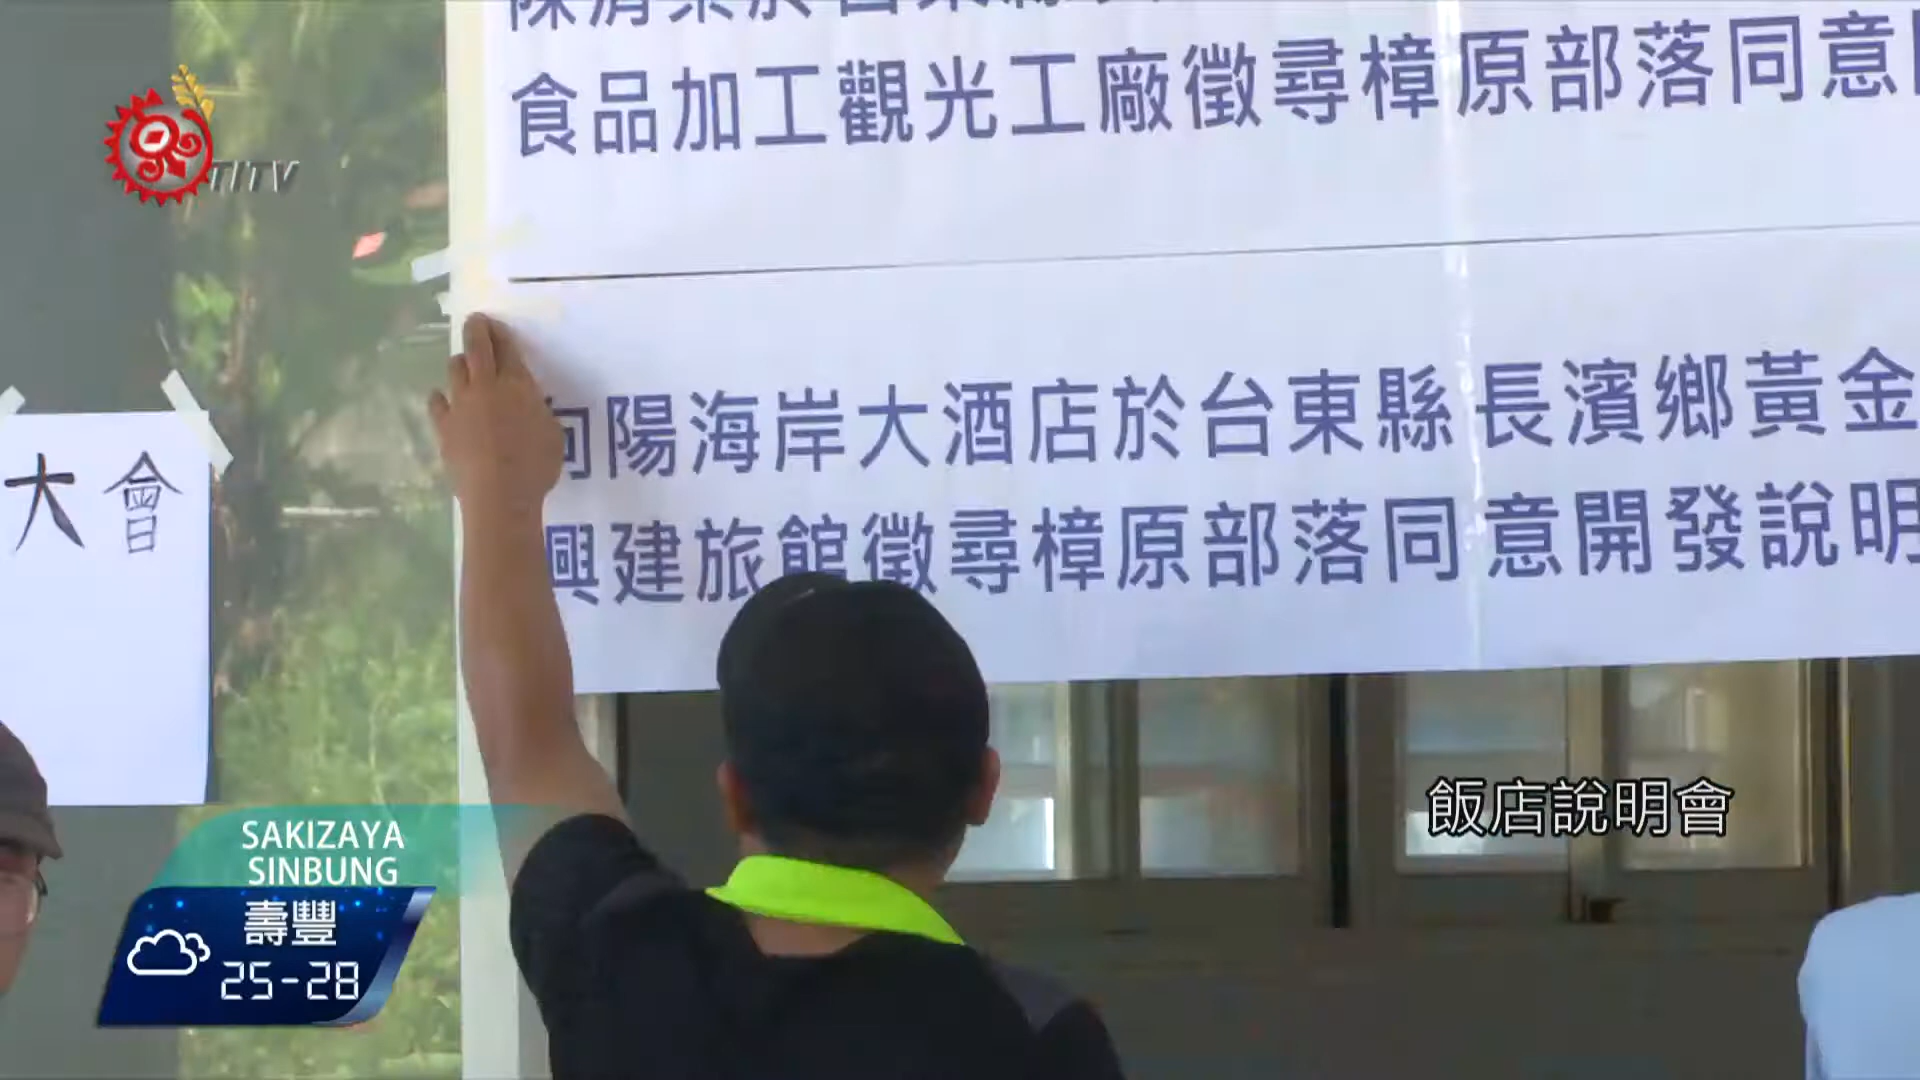 食品加工觀光工廠徵尋樟原部落同意
TITV
向陽海岸大酒店於台東縣長濱鄉黃金
興建旅館徵尋樟原部落同意開發說明
大會
飯店說明會
SAKIZAYA
SINBUNG
壽豐
25-28